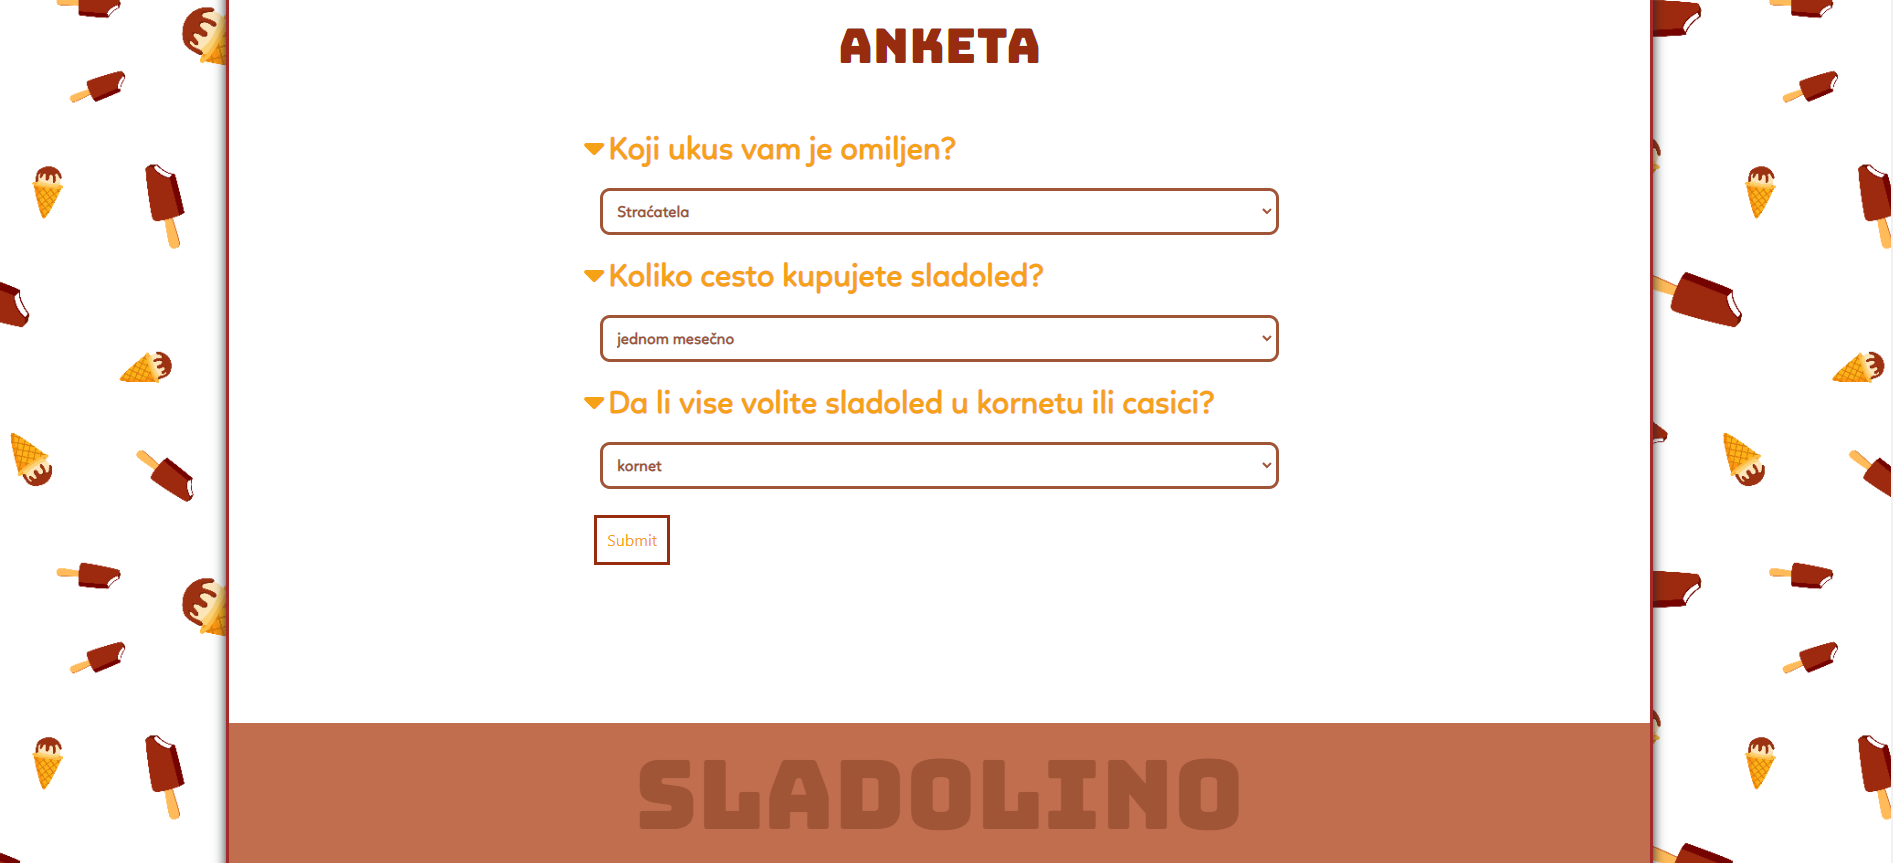 ANKETA
Koji ukus vam je omiljen?
Straćatela
Koliko cesto kupujete sladoled?
jednom mesečno
Da li vise volite sladoled u kornetu ili casici?
kornet
Submit
SLADOLINO